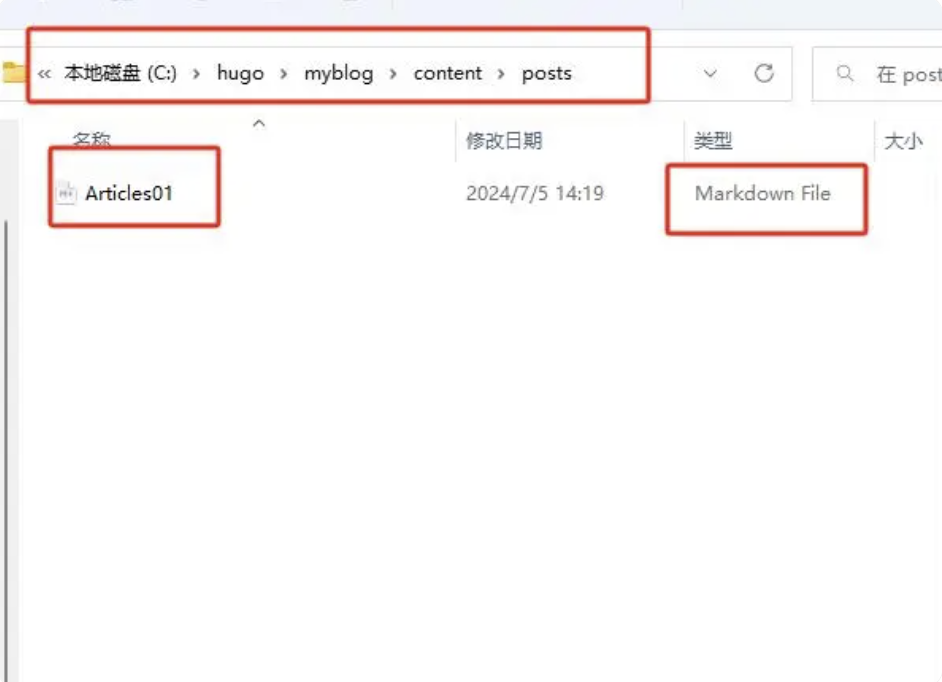 « 本地磁盘 (C:) › hugo › myblog › content › posts
在 post
名称 修改日期 类型 大小
Articles01 2024/7/5 14:19 Markdown File